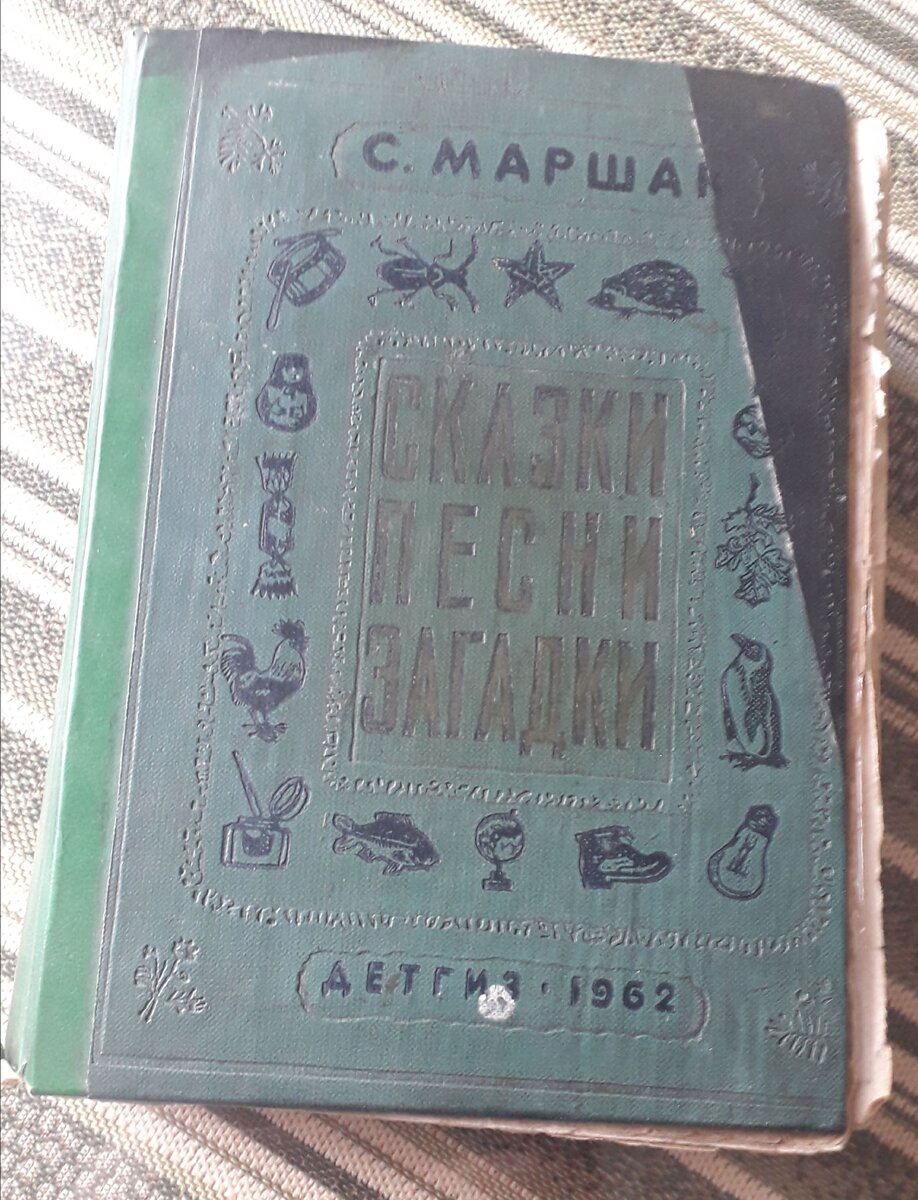 С. МАРШАК
СКАЗКИ
ПЕСНИ
ЗАГАДКИ
ДЕТГИЗ · 1962